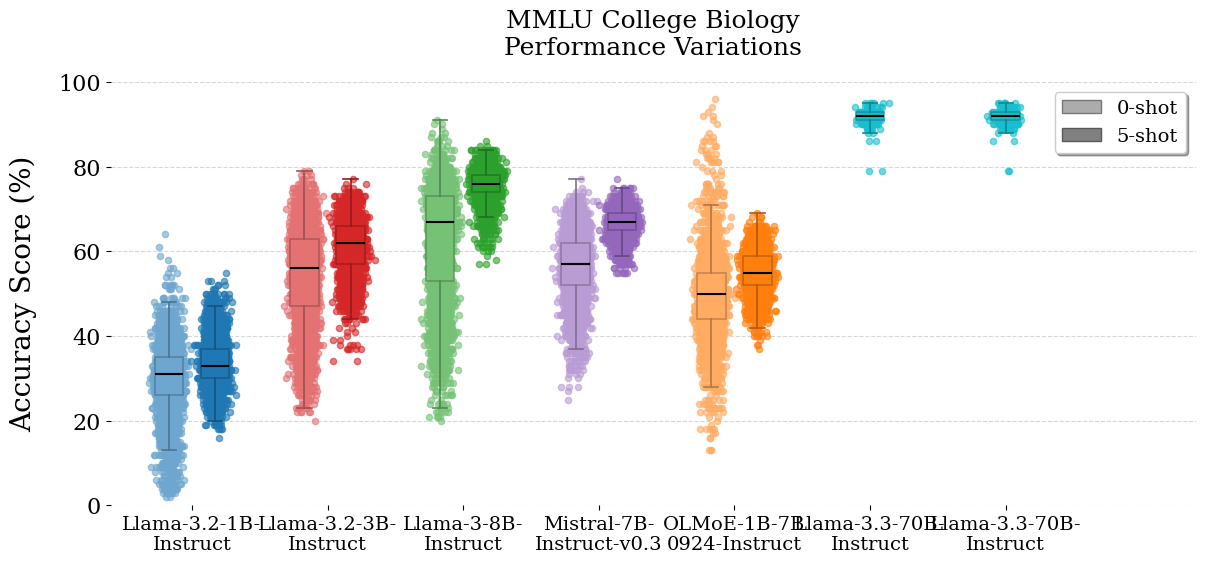 MMLU College Biology
Performance Variations
Accuracy Score (%)
100
80
60
40
20
0
0-shot
5-shot
Llama-3.2-1B-
Instruct
Llama-3.2-3B-
Instruct
Llama-3-8B-
Instruct
Mistral-7B-
Instruct-v0.3
OLMoE-1B-7B-
0924-Instruct
Llama-3.3-70B-
Instruct
Llama-3.3-70B-
Instruct